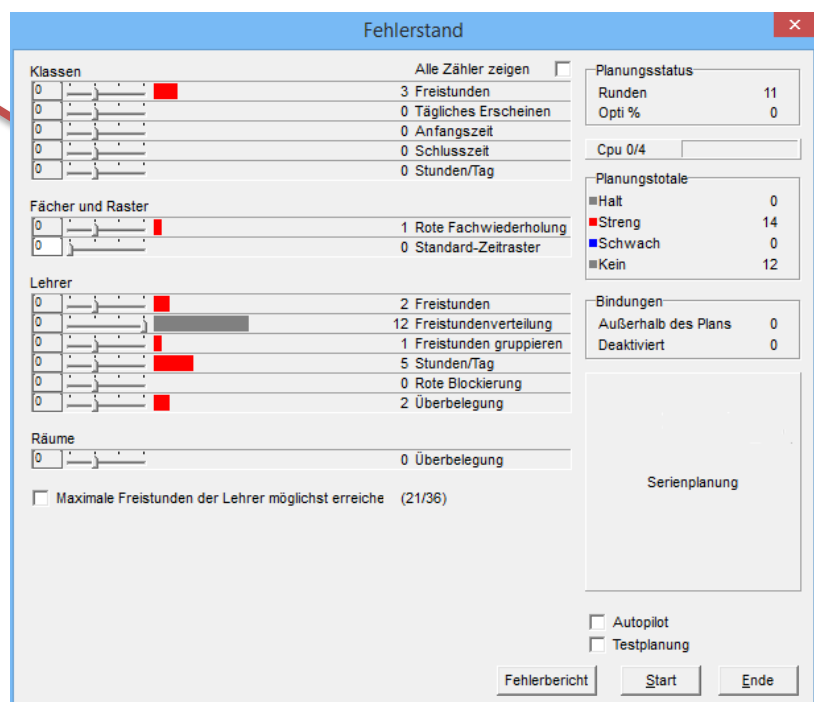 Fehlerstand
Klassen
Alle Zähler zeigen
0 3 Freistunden
0 0 Tägliches Erscheinen
0 0 Anfangszeit
0 0 Schlusszeit
0 0 Stunden/Tag
Fächer und Raster
0 1 Rote Fachwiederholung
0 0 Standard-Zeitraster
Lehrer
0 2 Freistunden
0 12 Freistundenverteilung
0 1 Freistunden gruppieren
0 5 Stunden/Tag
0 0 Rote Blockierung
0 2 Überbelegung
Räume
0 0 Überbelegung
Maximale Freistunden der Lehrer möglichst erreiche (21/36)
Planungsstatus
Runden 11
Opti % 0
Cpu 0/4
Planungstotale
Halt 0
Streng 14
Schwach 0
Kein 12
Bindungen
Außerhalb des Plans 0
Deaktiviert 0
Serienplanung
Autopilot
Testplanung
Fehlerbericht Start Ende